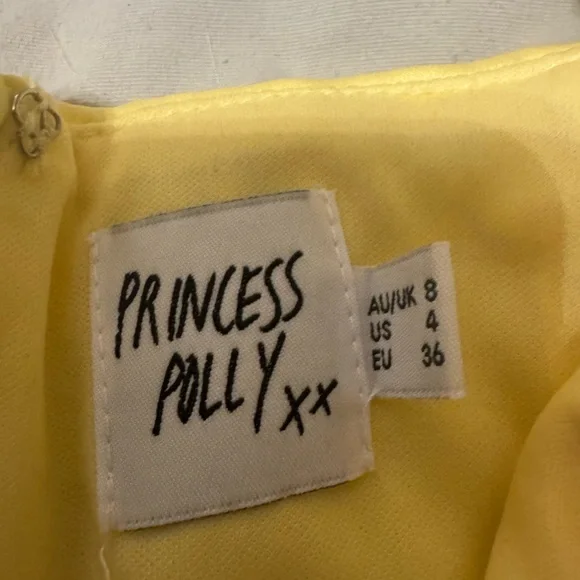 PRINCESS
POLLY xx
AU/UK 8
US 4
EU 36